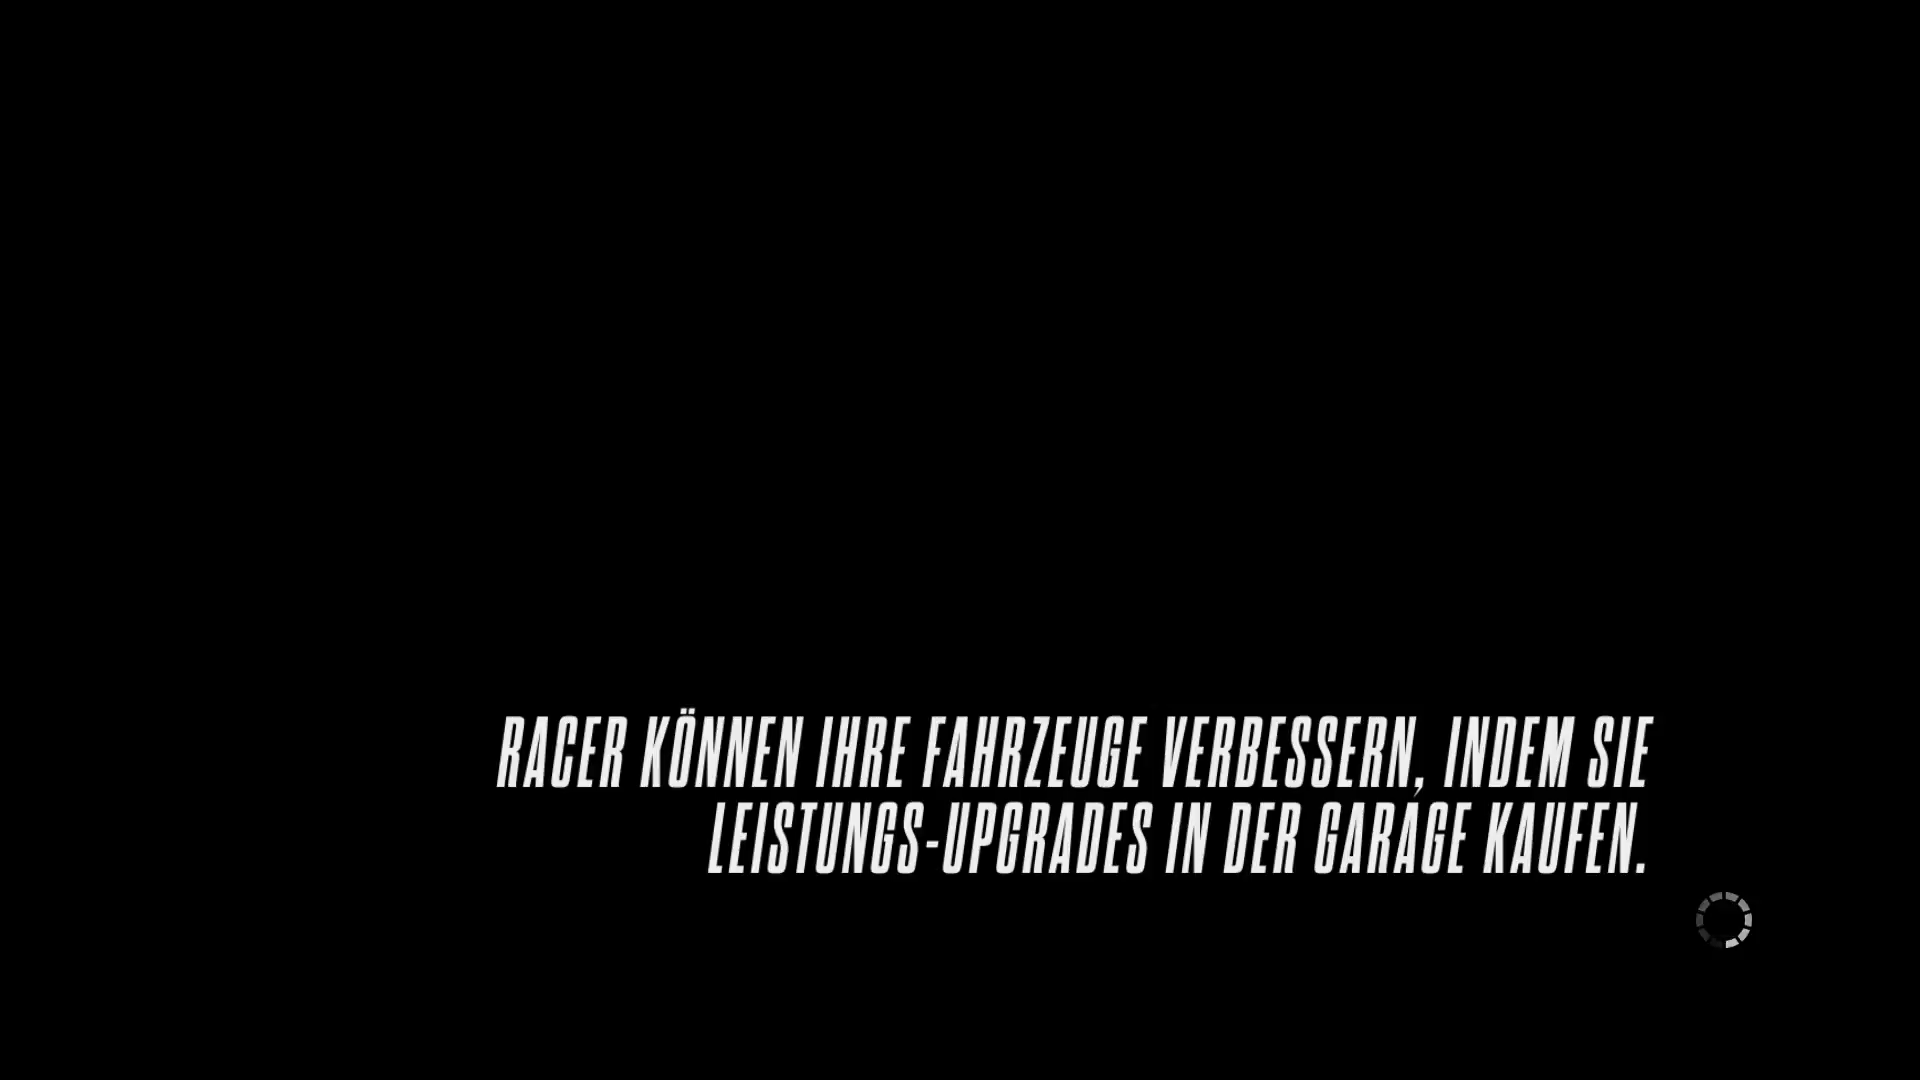 RACER KÖNNEN IHRE FAHRZEUGE VERBESSERN, INDEM SIE
LEISTUNGS-UPGRADES IN DER GARAGE KAUFEN.